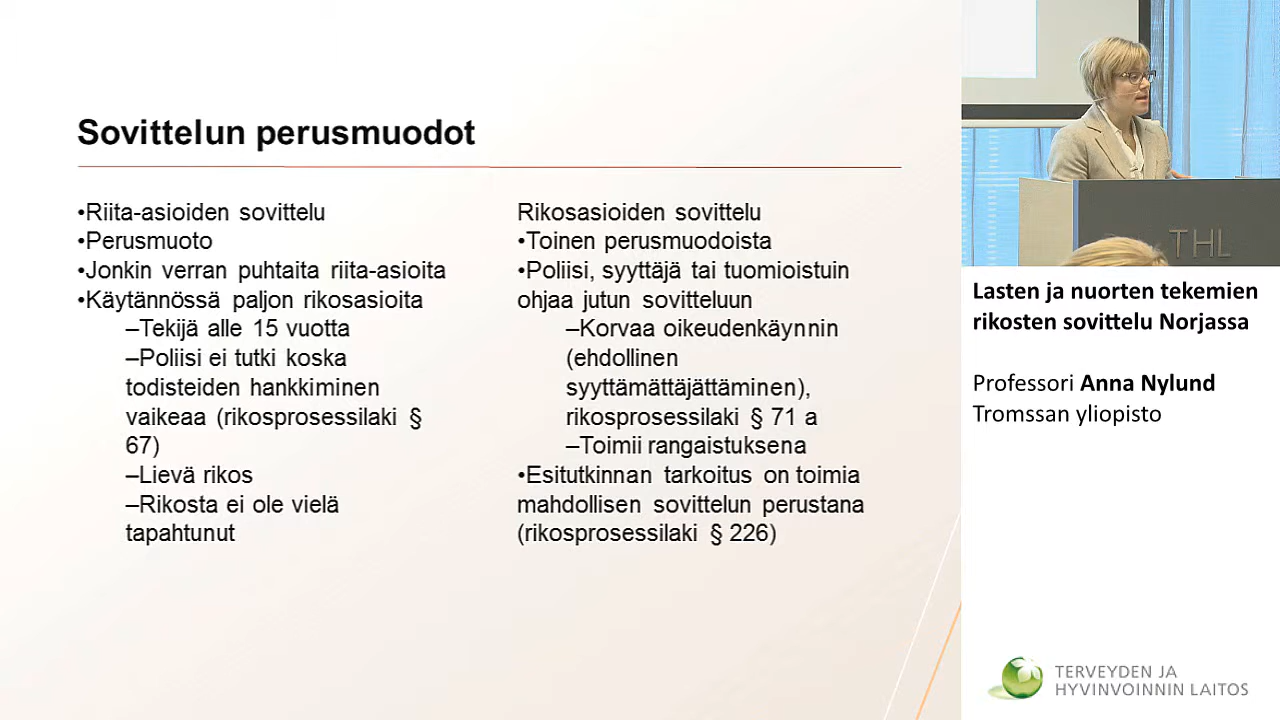 Sovittelun perusmuodot
•Riita-asioiden sovittelu
•Perusmuoto
•Jonkin verran puhtaita riita-asioita
•Käytännössä paljon rikosasioita
–Tekijä alle 15 vuotta
–Poliisi ei tutki koska
todisteiden hankkiminen
vaikeaa (rikosprosessilaki §
67)
–Lievä rikos
–Rikosta ei ole vielä
tapahtunut
Rikosasioiden sovittelu
•Toinen perusmuodoista
•Poliisi, syyttäjä tai tuomioistuin
ohjaa jutun sovitteluun
–Korvaa oikeudenkäynnin
(ehdollinen
syyttämättäjättäminen),
rikosprosessilaki § 71 a
–Toimii rangaistuksena
•Esitutkinnan tarkoitus on toimia
mahdollisen sovittelun perustana
(rikosprosessilaki § 226)
THL
Lasten ja nuorten tekemien
rikosten sovittelu Norjassa
Professori Anna Nylund
Tromssan yliopisto
TERVEYDEN JA
HYVINVOINNIN LAITOS